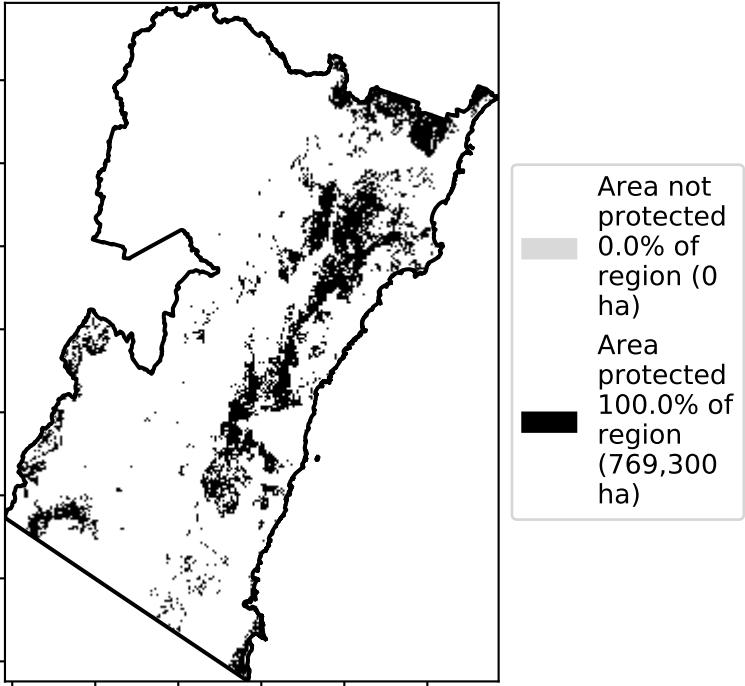 Area not
protected
0.0% of
region (0
ha)
Area
protected
100.0% of
region
(769,300
ha)